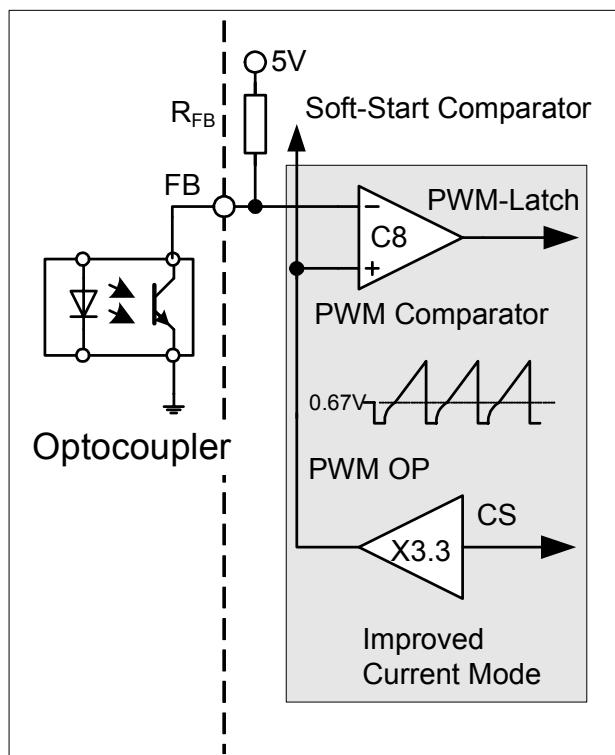 5V
RFB
Soft-Start Comparator
FB
PWM-Latch
−
C8
+
PWM Comparator
0.67V
Optocoupler
PWM OP
CS
X3.3
Improved
Current Mode